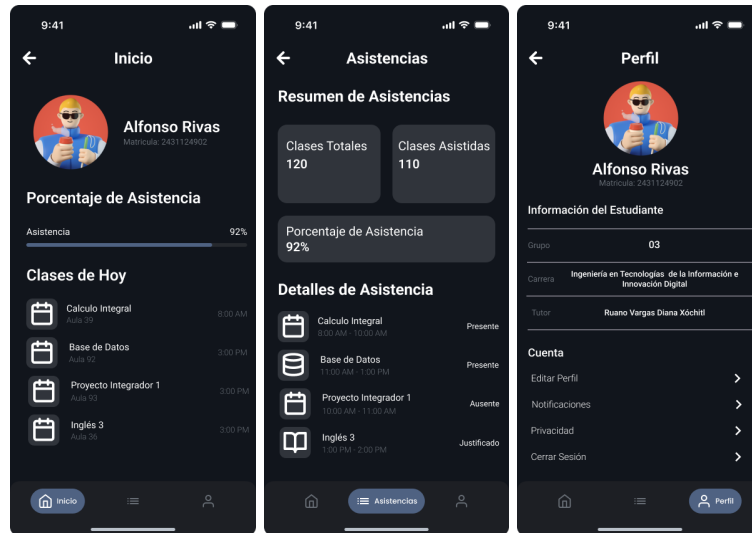 9:41
Inicio
Alfonso Rivas
Matricula: 2431124902
Porcentaje de Asistencia
Asistencia 92%
Clases de Hoy
Calculo Integral
Aula 39
8:00 AM
Base de Datos
Aula 92
3:00 PM
Proyecto Integrador 1
Aula 93
3:00 PM
Inglés 3
Aula 36
3:00 PM
Inicio
9:41
Asistencias
Resumen de Asistencias
Clases Totales
120
Clases Asistidas
110
Porcentaje de Asistencia
92%
Detalles de Asistencia
Calculo Integral
8:00 AM - 10:00 AM
Presente
Base de Datos
11:00 AM - 1:00 PM
Presente
Proyecto Integrador 1
10:00 AM - 11:00 AM
Ausente
Inglés 3
1:00 PM - 2:00 PM
Justificado
Asistencias
9:41
Perfil
Alfonso Rivas
Matricula: 2431124902
Información del Estudiante
Grupo 03
Carrera
Ingeniería en Tecnologías de la Información e
Innovación Digital
Tutor Ruano Vargas Diana Xóchitl
Cuenta
Editar Perfil
Notificaciones
Privacidad
Cerrar Sesión
Perfil